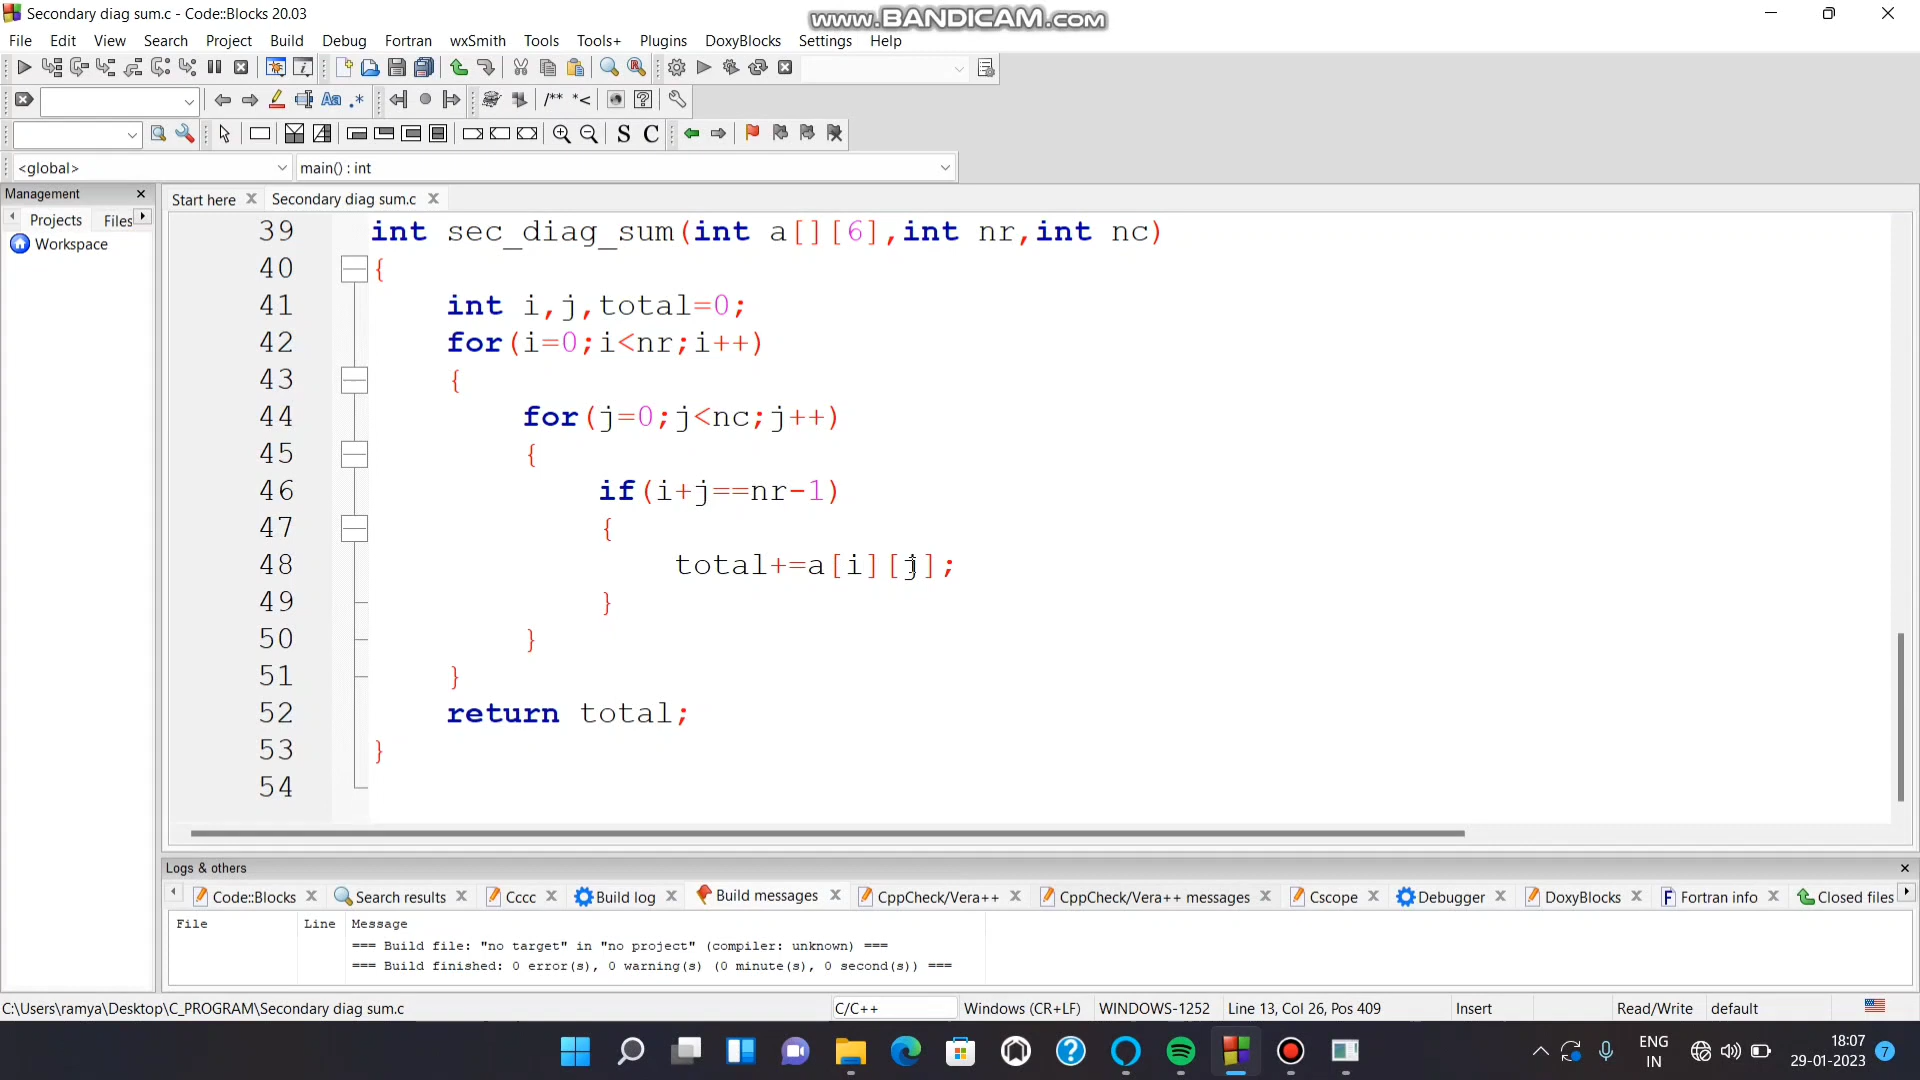 Secondary diag sum.c - Code::Blocks 20.03
www.BANDICAM.com
File Edit View Search Project Build Debug Fortran wxSmith Tools Tools+ Plugins DoxyBlocks Settings Help
<global> main() : int
Management
Start here Secondary diag sum.c
Projects Files
Workspace
39 int sec_diag_sum(int a[][6],int nr,int nc)
40 {
41 int i,j,total=0;
42 for(i=0;i<nr;i++)
43 {
44 for(j=0;j<nc;j++)
45 {
46 if(i+j==nr-1)
47 {
48 total+=a[i][j];
49 }
50 }
51 }
52 return total;
53 }
54
Logs & others
Code::Blocks Search results Cccc Build log Build messages CppCheck/Vera++ CppCheck/Vera++ messages Cscope Debugger DoxyBlocks Fortran info Closed files
File Line Message
=== Build file: "no target" in "no project" (compiler: unknown) ===
=== Build finished: 0 error(s), 0 warning(s) (0 minute(s), 0 second(s)) ===
C:\Users\ramya\Desktop\C_PROGRAM\Secondary diag sum.c C/C++ Windows (CR+LF) WINDOWS-1252 Line 13, Col 26, Pos 409 Insert Read/Write default
ENG
IN
18:07
29-01-2023
7